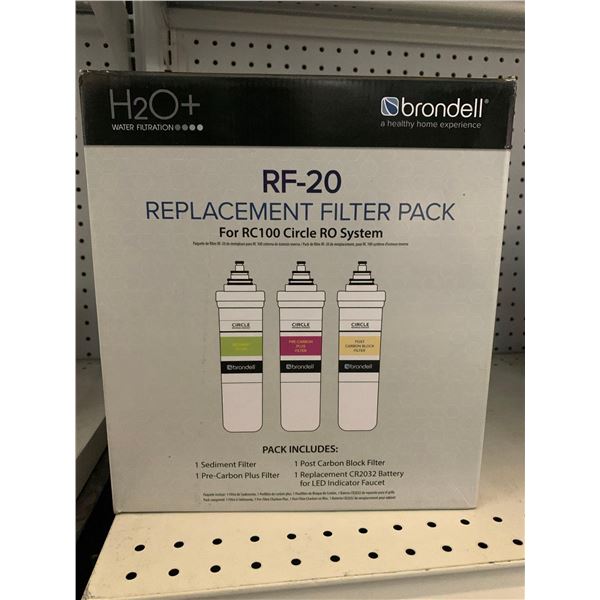 H2O+
WATER FILTRATION
brondell®
a healthy home experience
RF-20
REPLACEMENT FILTER PACK
For RC100 Circle RO System
CIRCLE
CIRCLE
CIRCLE
SEDIMENT
FILTER
PRE-CARBON
PLUS
FILTER
POST
CARBON BLOCK
FILTER
brondell
brondell
brondell
PACK INCLUDES:
1 Sediment Filter
1 Pre-Carbon Plus Filter
1 Post Carbon Block Filter
1 Replacement CR2032 Battery
for LED Indicator Faucet